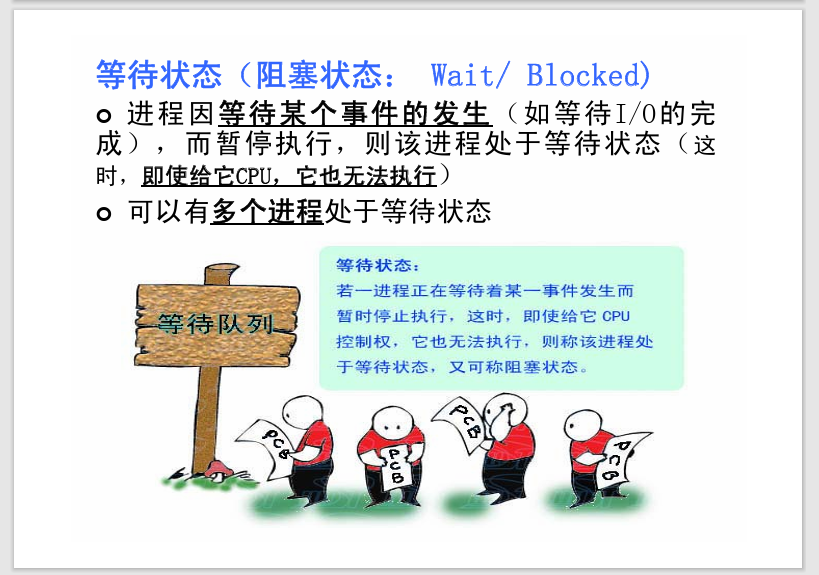 等待状态（阻塞状态： Wait/ Blocked)
o 进程因等待某个事件的发生（如等待I/O的完
成），而暂停执行，则该进程处于等待状态（这
时，即使给它CPU，它也无法执行）
o 可以有多个进程处于等待状态
等待状态：
若一进程正在等待着某一事件发生而
暂时停止执行，这时，即使给它 CPU
控制权，它也无法执行，则称该进程处
于等待状态，又可称阻塞状态。
等待队列
PCB
PCB
PCB
PCB